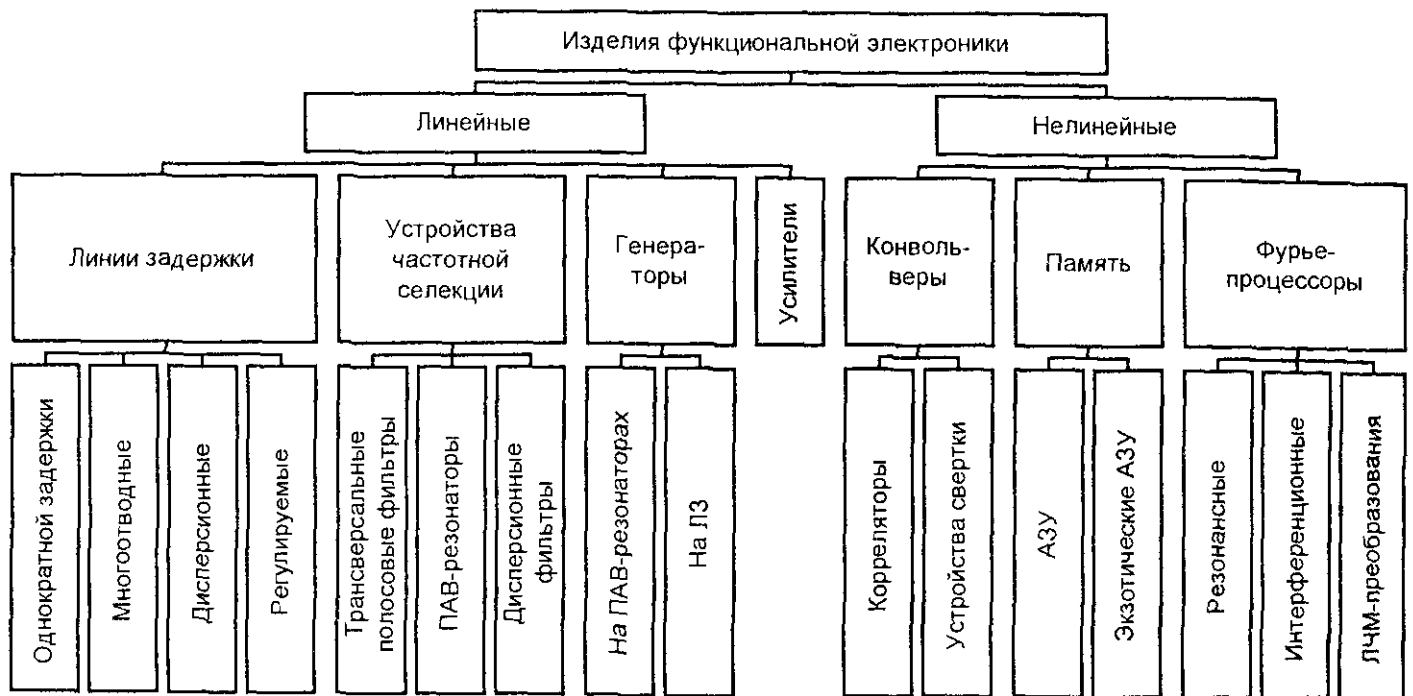 Изделия функциональной электроники
Линейные
Нелинейные
Линии задержки
Устройства
частотной
селекции
Генера-
торы
Усилители
Конволь-
веры
Память
Фурье-
процессоры
Однократной задержки
Многоотводные
Дисперсионные
Регулируемые
Трансверсальные
полосовые фильтры
ПАВ-резонаторы
Дисперсионные
фильтры
На ПАВ-резонаторах
На ЛЗ
Корреляторы
Устройства свертки
АЗУ
Экзотические АЗУ
Резонансные
Интерференционные
ЛЧМ-преобразования